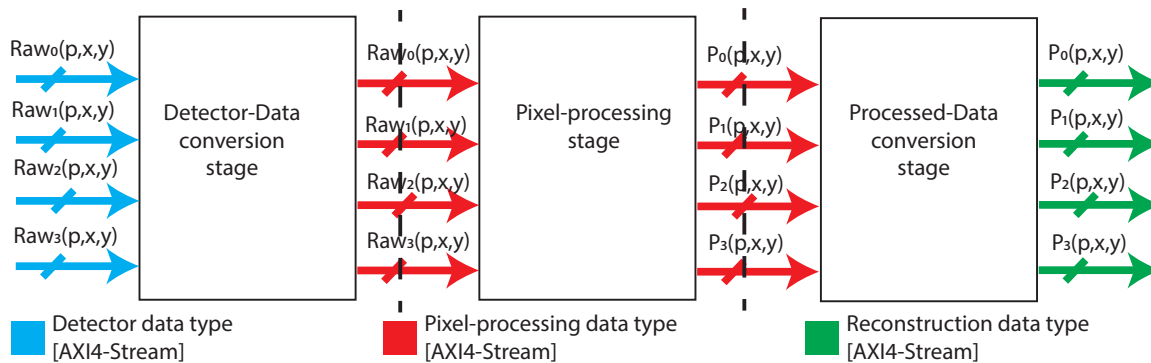 Raw₀(p,x,y)
Raw₁(p,x,y)
Raw₂(p,x,y)
Raw₃(p,x,y)
Detector-Data
conversion
stage
Raw₀(p,x,y)
Raw₁(p,x,y)
Raw₂(p,x,y)
Raw₃(p,x,y)
Pixel-processing
stage
P₀(p,x,y)
P₁(p,x,y)
P₂(p,x,y)
P₃(p,x,y)
Processed-Data
conversion
stage
P₀(p,x,y)
P₁(p,x,y)
P₂(p,x,y)
P₃(p,x,y)
Detector data type
[AXI4-Stream]
Pixel-processing data type
[AXI4-Stream]
Reconstruction data type
[AXI4-Stream]